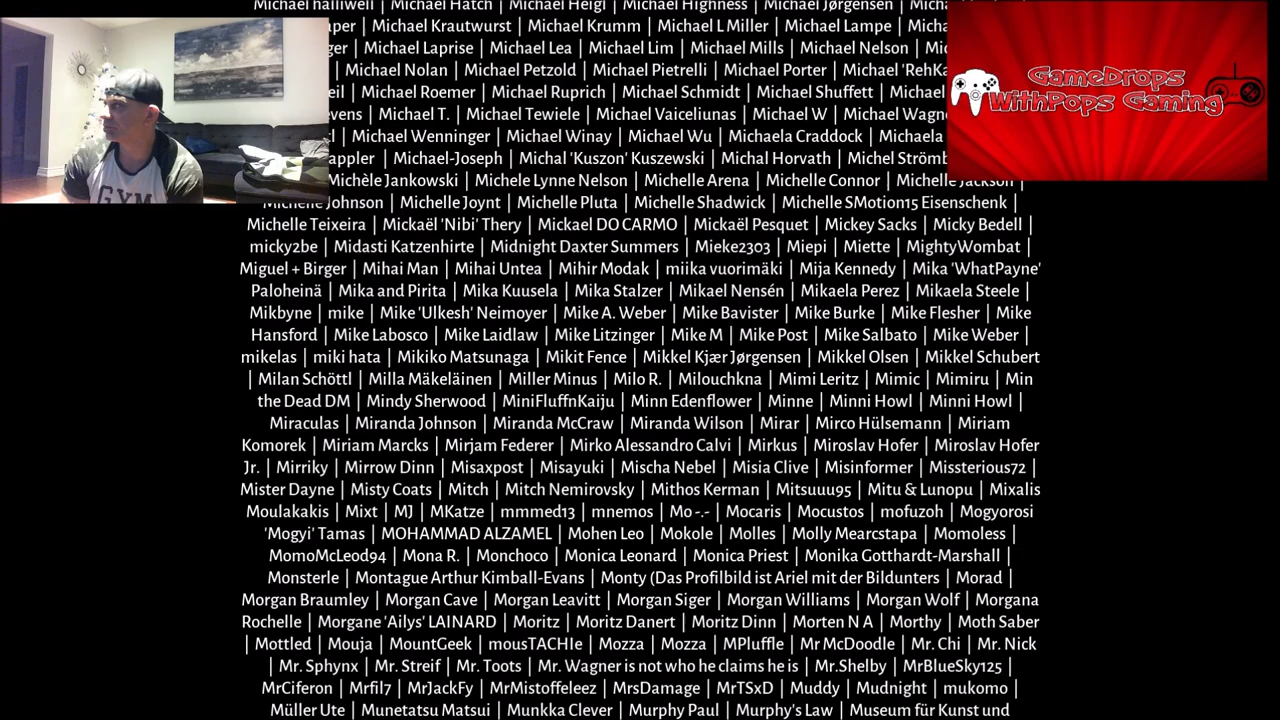 Michael halliwell | Michael Hatch | Michael Heigl | Michael Highness | Michael Jørgensen |
| Michael Krautwurst | Michael Krumm | Michael L Miller | Michael Lampe |
| Michael Laprise | Michael Lea | Michael Lim | Michael Mills | Michael Nelson |
| Michael Nolan | Michael Petzold | Michael Pietrelli | Michael Porter | Michael
| Michael Roemer | Michael Ruprich | Michael Schmidt | Michael Shuffett | Michael
| Michael T. | Michael Tewiele | Michael Vaiceliunas | Michael W |
| Michael Wenninger | Michael Winay | Michael Wu | Michaela Craddock | Michaela
| Michael-Joseph | Michal 'Kuszon' Kuszewski | Michal Horvath | Michel
Michèle Jankowski | Michele Lynne Nelson | Michelle Arena | Michelle Connor | Michelle Jackson |
Michelle Johnson | Michelle Joynt | Michelle Pluta | Michelle Shadwick | Michelle SMotion15 Eisenschenk |
Michelle Teixeira | Mickaël 'Nibi' Thery | Mickael DO CARMO | Mickaël Pesquet | Mickey Sacks | Micky Bedell |
micky2be | Midasti Katzenhirte | Midnight Daxter Summers | Mieke2303 | Miepi | Miette | MightyWombat |
Miguel + Birger | Mihai Man | Mihai Untea | Mihir Modak | miika vuorimäki | Mija Kennedy | Mika 'WhatPayne'
Paloheinä | Mika and Pirita | Mika Kuusela | Mika Stalzer | Mikael Nensén | Mikaela Perez | Mikaela Steele |
Mikbyne | mike | Mike 'Ulkesh' Neimoyer | Mike A. Weber | Mike Bavister | Mike Burke | Mike Flesher | Mike
Hansford | Mike Labosco | Mike Laidlaw | Mike Litzinger | Mike M | Mike Post | Mike Salbato | Mike Weber |
mikelas | miki hata | Mikiko Matsunaga | Mikit Fence | Mikkel Kjær Jørgensen | Mikkel Olsen | Mikkel Schubert
| Milan Schöttl | Milla Mäkeläinen | Miller Minus | Milo R. | Milouchkna | Mimi Leritz | Mimic | Mimiru | Min
the Dead DM | Mindy Sherwood | MiniFluffnKaiju | Minn Edenflower | Minne | Minni Howl | Minni Howl |
Miraculas | Miranda Johnson | Miranda McCraw | Miranda Wilson | Mirar | Mirco Hülsemann | Miriam
Komorek | Miriam Marcks | Mirjam Federer | Mirko Alessandro Calvi | Mirkus | Miroslav Hofer | Miroslav Hofer
Jr. | Mirriky | Mirrow Dinn | Misaxpost | Misayuki | Mischa Nebel | Misia Clive | Misinformer | Missterious72 |
Mister Dayne | Misty Coats | Mitch | Mitch Nemirovsky | Mithos Kerman | Mitsuuu95 | Mitu & Lunopu | Mixalis
Moulakakis | Mixt | MJ | MKatze | mmmed13 | mnemos | Mo -.- | Mocaris | Mocustos | mofuzoh | Mogyorosi
'Mogyi' Tamas | MOHAMMAD ALZAMEL | Mohen Leo | Mokole | Molles | Molly Mearcstapa | Momoless |
MomoMcLeod94 | Mona R. | Monchoco | Monica Leonard | Monica Priest | Monika Gotthardt-Marshall |
Monsterle | Montague Arthur Kimball-Evans | Monty (Das Profilbild ist Ariel mit der Bildunters | Morad |
Morgan Braumley | Morgan Cave | Morgan Leavitt | Morgan Siger | Morgan Williams | Morgan Wolf | Morgana
Rochelle | Morgane 'Ailys' LAINARD | Moritz | Moritz Danert | Moritz Dinn | Morten N A | Morthy | Moth Saber
| Mottled | Mouja | MountGeek | mousTACHIe | Mozza | Mozza | MPluffle | Mr McDoodle | Mr. Chi | Mr. Nick
| Mr. Sphynx | Mr. Streif | Mr. Toots | Mr. Wagner is not who he claims he is | Mr.Shelby | MrBlueSky125 |
MrCiferon | Mrfil7 | MrJackFy | MrMistoffeleez | MrsDamage | MrTSxD | Muddy | Mudnight | mukomo |
Müller Ute | Munetatsu Matsui | Munkka Clever | Murphy Paul | Murphy's Law | Museum für Kunst und
GYM
GameDrops
WithPops Gaming